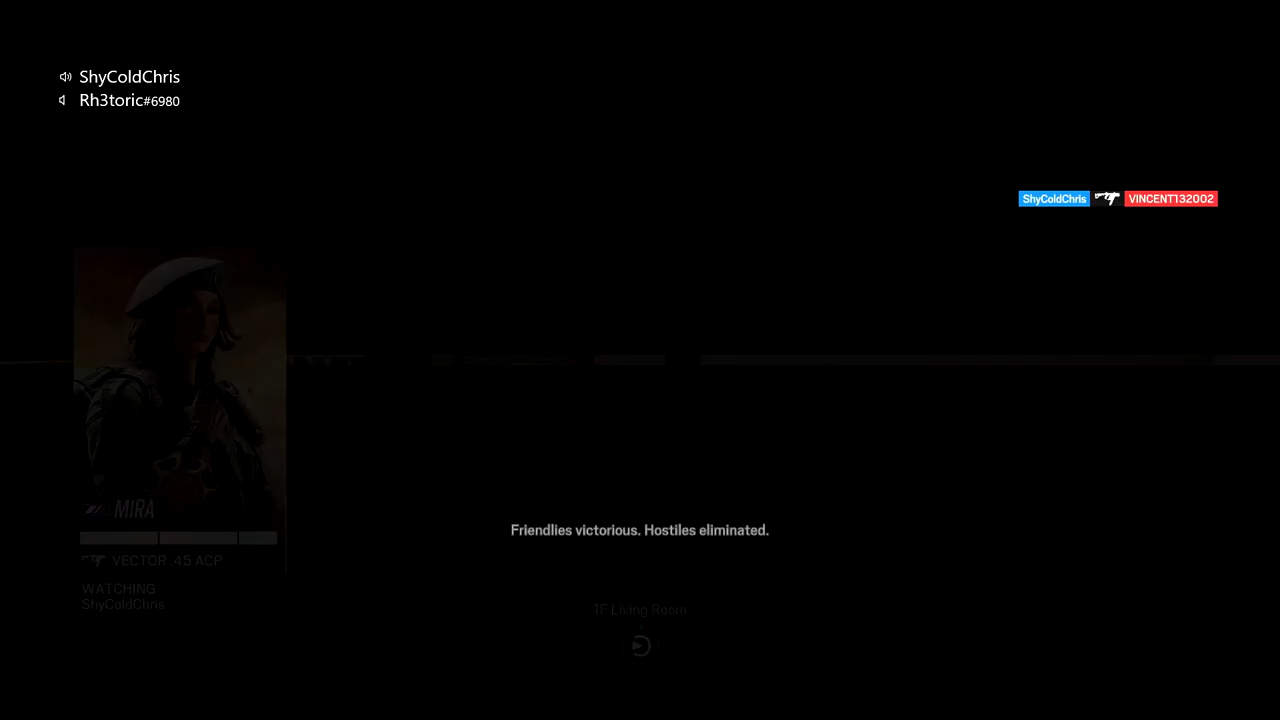 ShyColdChris
Rh3toric#6980
ShyColdChris VINCENT132002
MIRA
VECTOR .45 ACP
WATCHING
ShyColdChris
Friendlies victorious. Hostiles eliminated.
1F Living Room